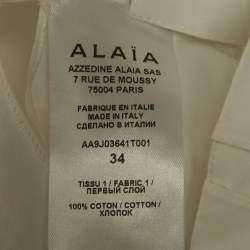 ALAÏA
AZZEDINE ALAIA SAS
7 RUE DE MOUSSY
75004 PARIS
FABRIQUE EN ITALIE
MADE IN ITALY
СДЕЛАНО В ИТАЛИИ
AA9J03641T001
34
TISSU 1 / FABRIC 1 /
ПЕРВЫЙ СЛОЙ
100% COTON / COTTON /
ХЛОПОК